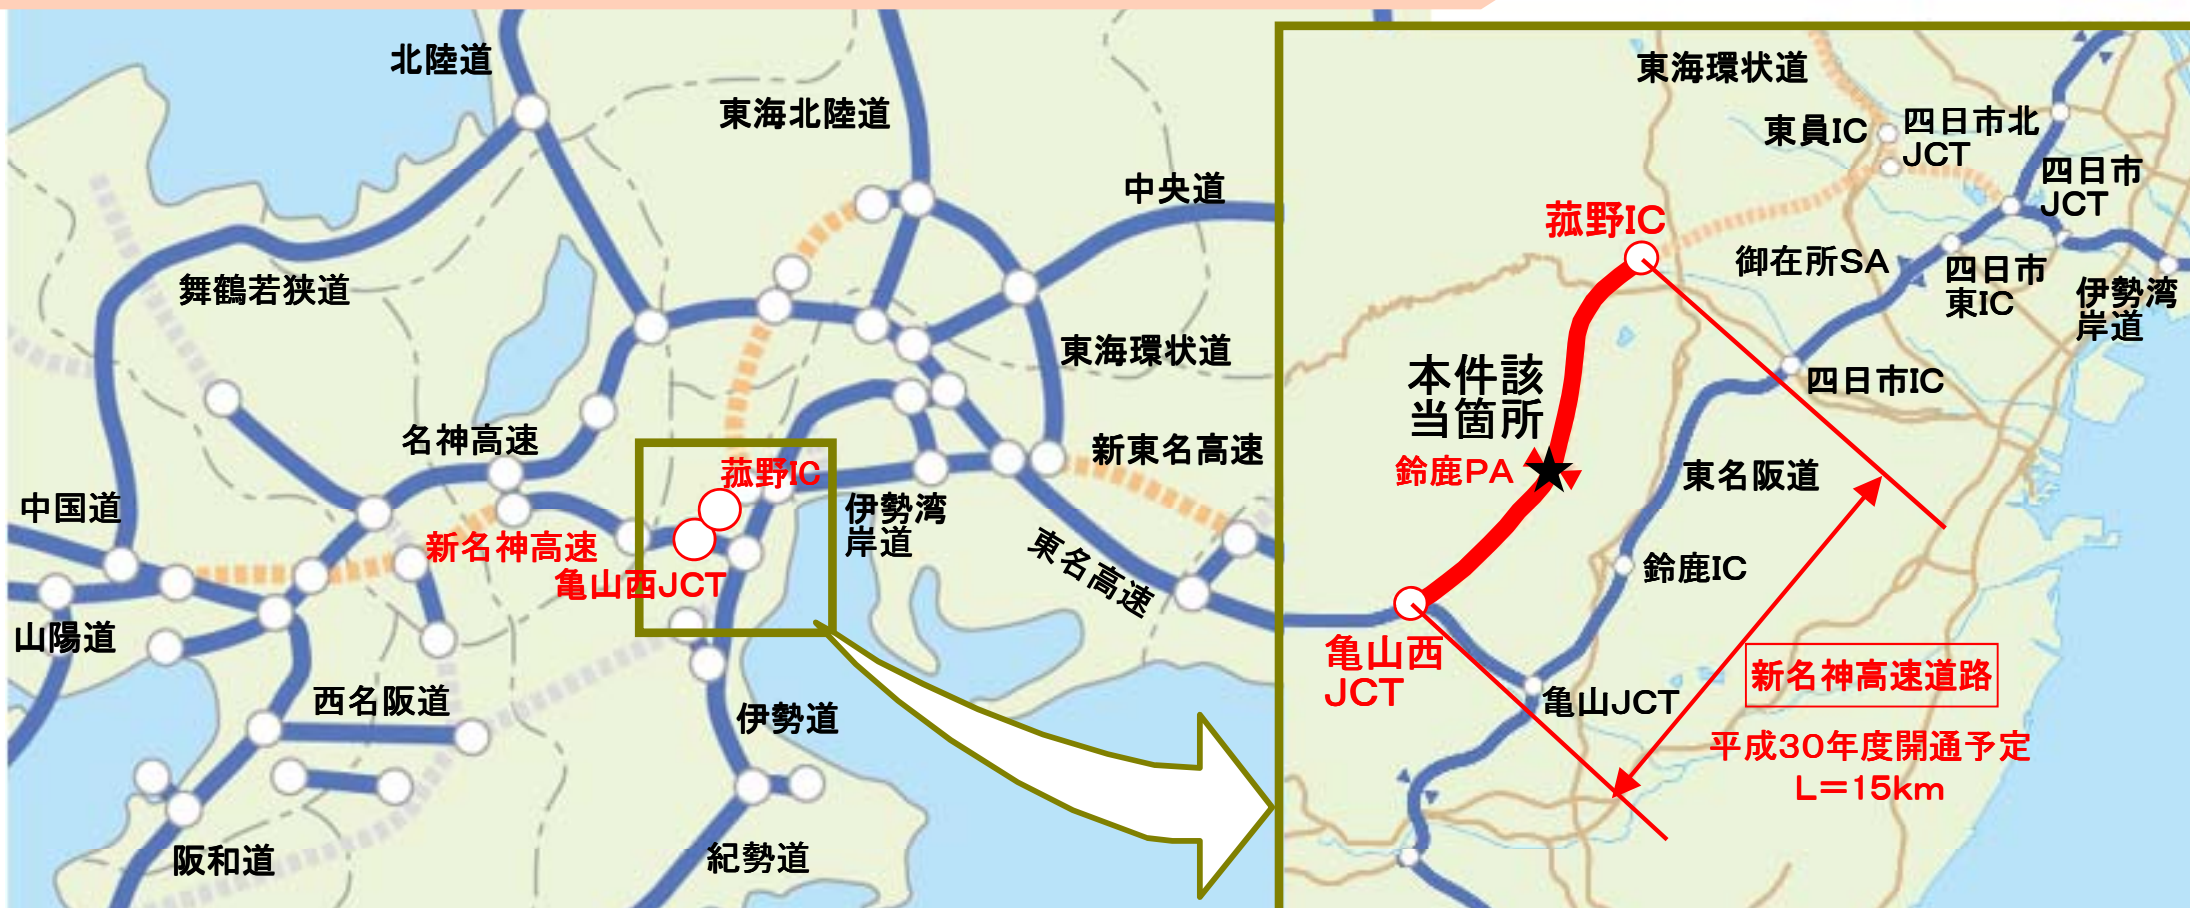 北陸道
東海北陸道
中央道
舞鶴若狭道
東海環状道
名神高速
新東名高速
菰野IC
中国道
伊勢湾
岸道
新名神高速
亀山西JCT
東名高速
山陽道
西名阪道
伊勢道
阪和道
紀勢道
東海環状道
東員IC
四日市北
JCT
四日市
JCT
菰野IC
御在所SA
四日市
東IC
伊勢湾
岸道
本件該
当箇所
四日市IC
鈴鹿PA
東名阪道
鈴鹿IC
亀山西
JCT
新名神高速道路
亀山JCT
平成30年度開通予定
L=15km